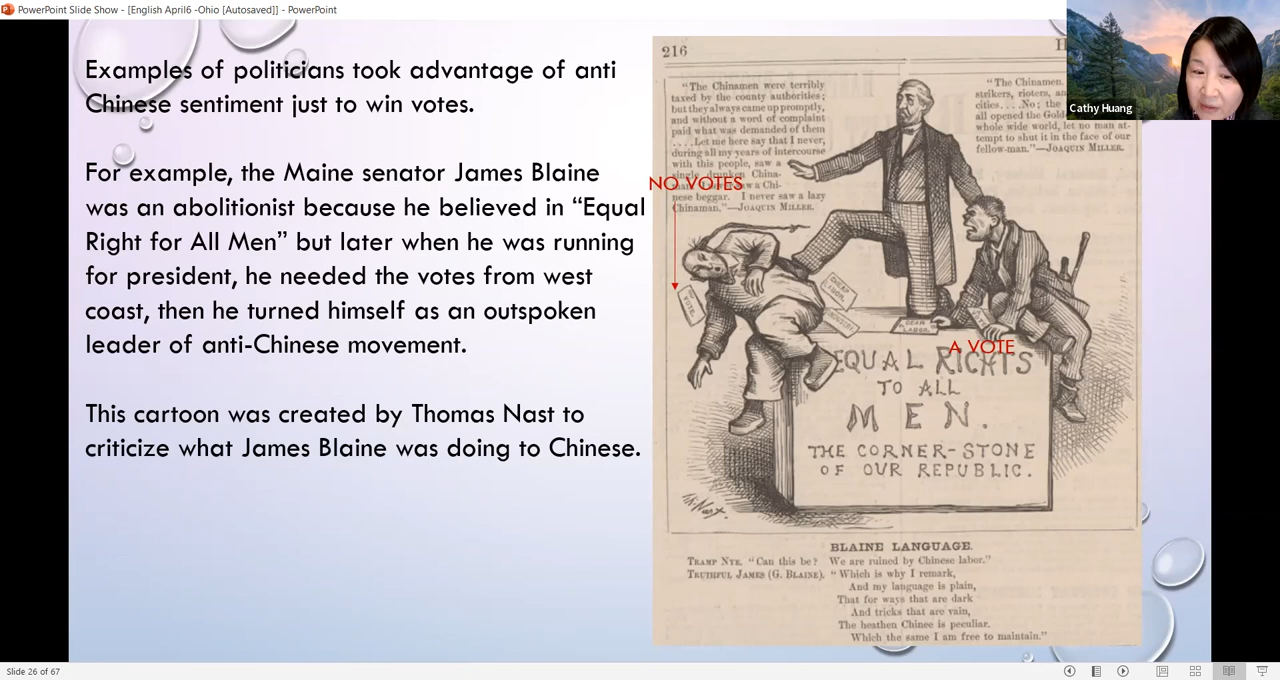 PowerPoint Slide Show - [English April6 -Ohio [Autosaved]] - PowerPoint
Examples of politicians took advantage of anti
Chinese sentiment just to win votes.
For example, the Maine senator James Blaine
was an abolitionist because he believed in “Equal
Right for All Men” but later when he was running
for president, he needed the votes from west
coast, then he turned himself as an outspoken
leader of anti-Chinese movement.
This cartoon was created by Thomas Nast to
criticize what James Blaine was doing to Chinese.
216
"The Chinamen were terribly
taxed by the county authorities;
but they always came up promptly,
and without a word of complaint
paid what was demanded of them
....Let me here say that I never,
during all my years of intercourse
with this people, saw a
single drunken China-
man. I never saw a Chi-
nese beggar. I never saw a lazy
Chinaman."—JOAQUIN MILLER.
"The Chinamen
strikers, rioters, an
cities....No; the
all opened the Gold
whole wide world, let no man at-
tempt to shut it in the face of our
fellow-man."—JOAQUIN MILLER.
Cathy Huang
NO VOTES
VOTE.
CHEAP
LABOR.
DEAR
LABOR.
A VOTE
EQUAL RIGHTS
TO ALL
MEN.
THE CORNER-STONE
OF OUR REPUBLIC.
Th. Nast.
BLAINE LANGUAGE.
TRAMP NYE. "Can this be? We are ruined by Chinese labor."
TRUTHFUL JAMES (G. BLAINE). "Which is why I remark,
And my language is plain,
That for ways that are dark
And tricks that are vain,
The heathen Chinee is peculiar.
Which the same I am free to maintain."
Slide 26 of 67